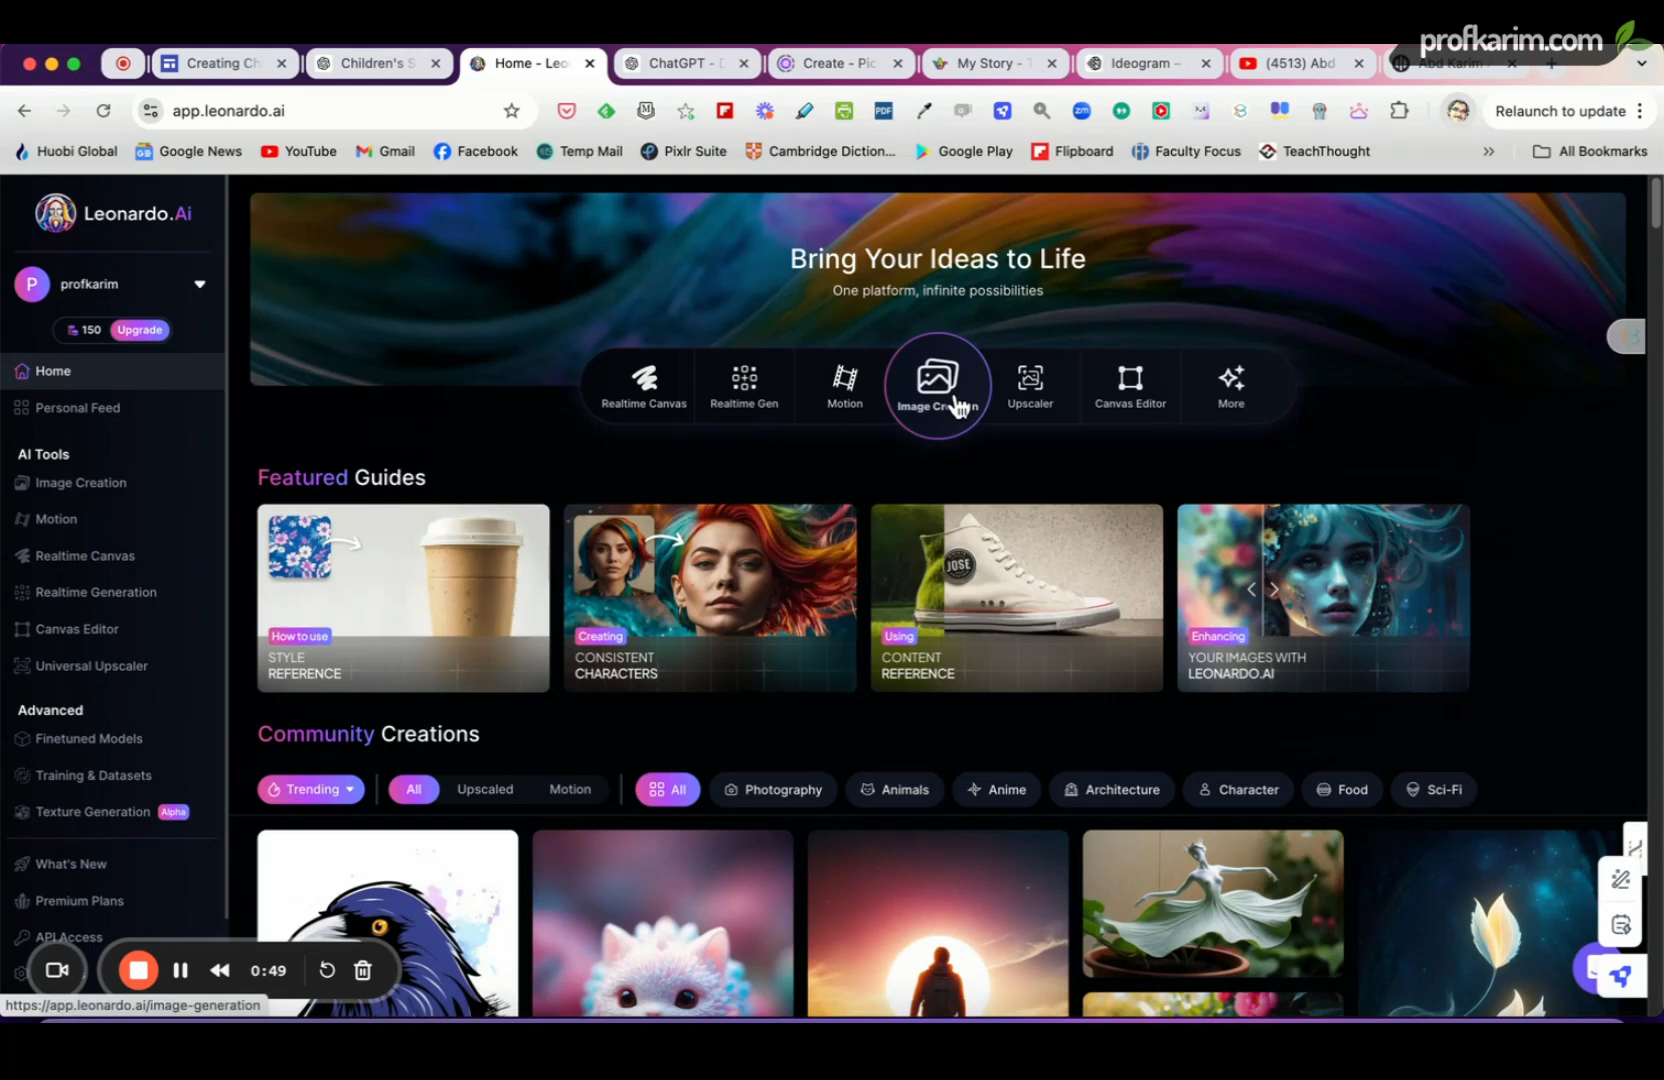 profkarim.com
Creating Ch
Children's S
Home - Leo
ChatGPT - D
Create - Pic
My Story - T
Ideogram –
(4513) Abd
Abd Karim /
app.leonardo.ai
Relaunch to update
Huobi Global
Google News
YouTube
Gmail
Facebook
Temp Mail
Pixlr Suite
Cambridge Diction...
Google Play
Flipboard
Faculty Focus
TeachThought
All Bookmarks
Leonardo.Ai
P
profkarim
150
Upgrade
Home
Personal Feed
AI Tools
Image Creation
Motion
Realtime Canvas
Realtime Generation
Canvas Editor
Universal Upscaler
Advanced
Finetuned Models
Training & Datasets
Texture Generation Alpha
What's New
Premium Plans
API Access
Bring Your Ideas to Life
One platform, infinite possibilities
Realtime Canvas
Realtime Gen
Motion
Image
Upscaler
Canvas Editor
More
Featured Guides
How to use
STYLE
REFERENCE
Creating
CONSISTENT
CHARACTERS
JOSE
Using
CONTENT
REFERENCE
Enhancing
YOUR IMAGES WITH
LEONARDO.AI
Community Creations
Trending
All
Upscaled
Motion
All
Photography
Animals
Anime
Architecture
Character
Food
Sci-Fi
0:49
https://app.leonardo.ai/image-generation